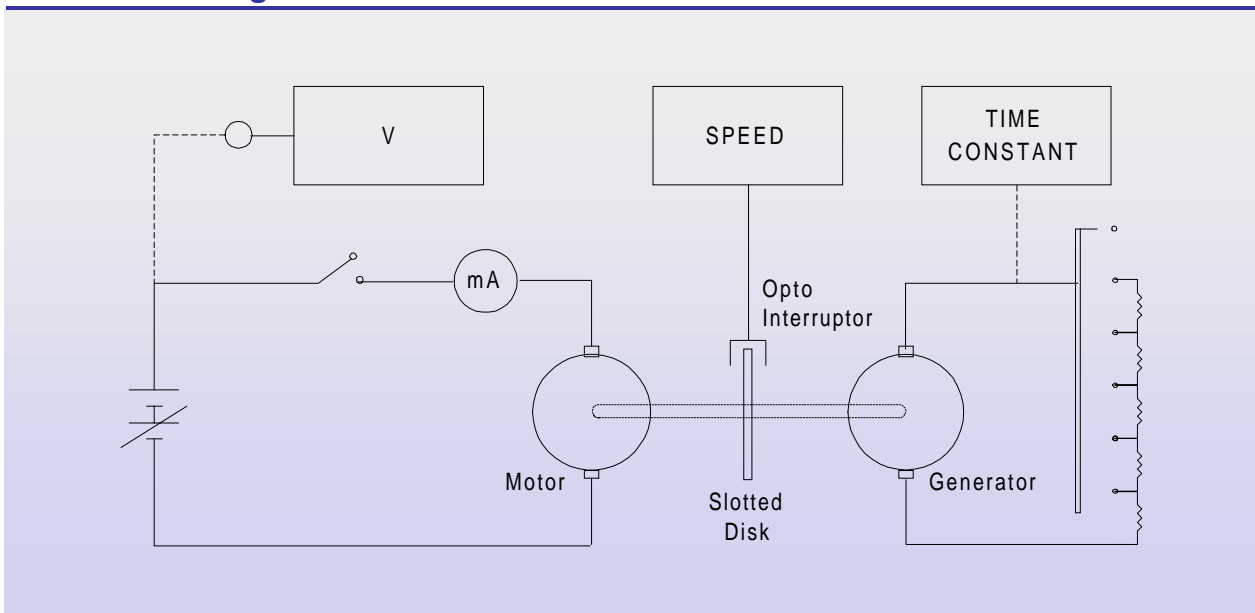 V
SPEED
TIME
CONSTANT
mA
Opto
Interruptor
Motor
Generator
Slotted
Disk